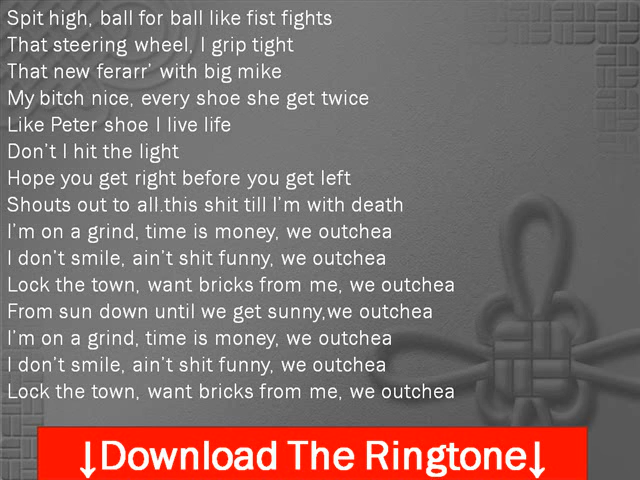 Spit high, ball for ball like fist fights
That steering wheel, I grip tight
That new ferarr’ with big mike
My bitch nice, every shoe she get twice
Like Peter shoe I live life
Don’t I hit the light
Hope you get right before you get left
Shouts out to all.this shit till I’m with death
I’m on a grind, time is money, we outchea
I don’t smile, ain’t shit funny, we outchea
Lock the town, want bricks from me, we outchea
From sun down until we get sunny,we outchea
I’m on a grind, time is money, we outchea
I don’t smile, ain’t shit funny, we outchea
Lock the town, want bricks from me, we outchea
↓Download The Ringtone↓